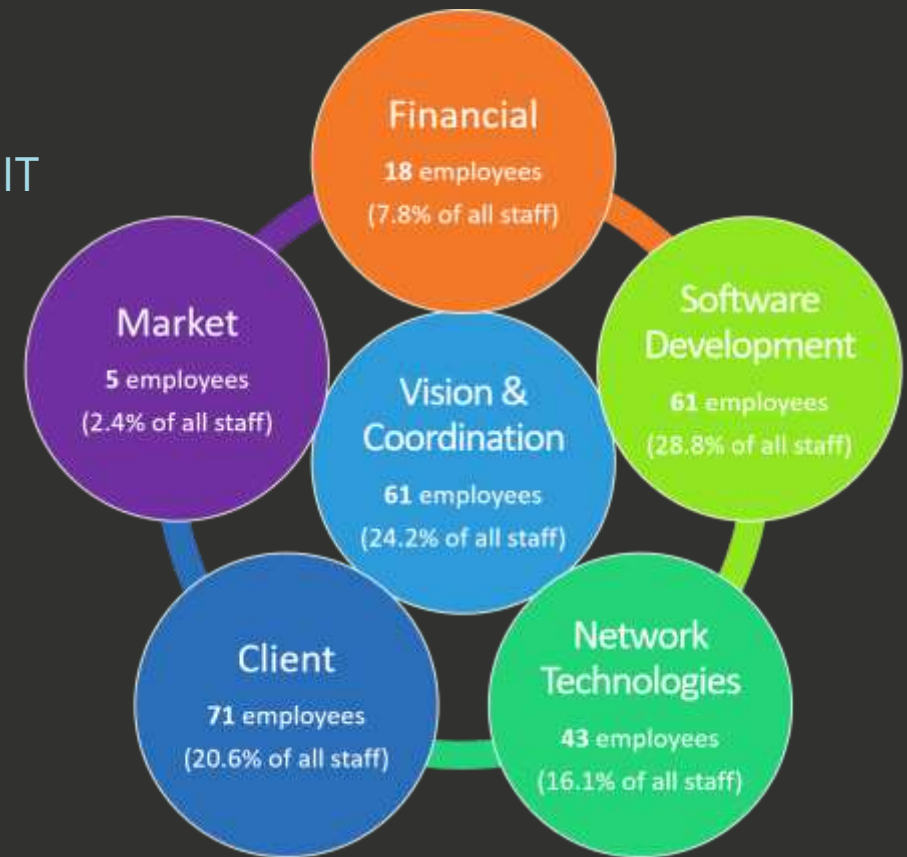 IT
Financial
18 employees
(7.8% of all staff)
Market
5 employees
(2.4% of all staff)
Software
Development
61 employees
(28.8% of all staff)
Vision &
Coordination
61 employees
(24.2% of all staff)
Client
71 employees
(20.6% of all staff)
Network
Technologies
43 employees
(16.1% of all staff)